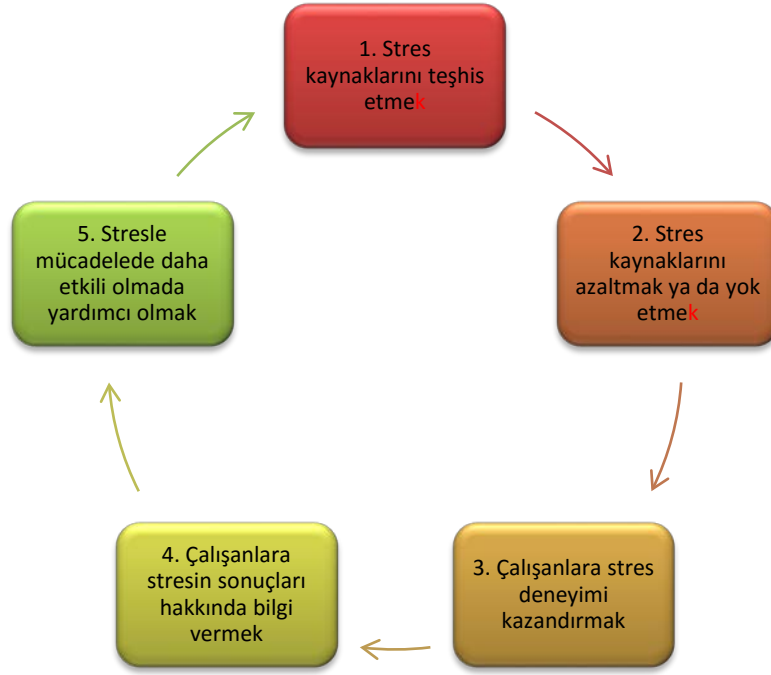 1. Stres
kaynaklarını teşhis
etmek
2. Stres
kaynaklarını
azaltmak ya da yok
etmek
3. Çalışanlara stres
deneyimi
kazandırmak
4. Çalışanlara
stresin sonuçları
hakkında bilgi
vermek
5. Stresle
mücadelede daha
etkili olmada
yardımcı olmak